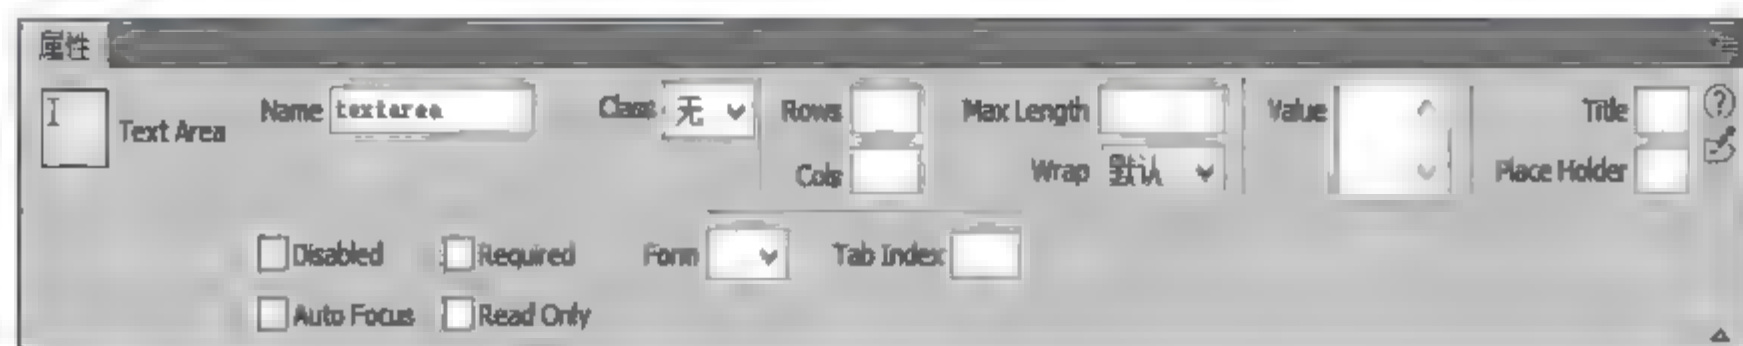 属性
Text Area Name textarea Class 无 Rows Max Length Value Title
Cols Wrap 默认 Place Holder
Disabled Required Form Tab Index
Auto Focus Read Only